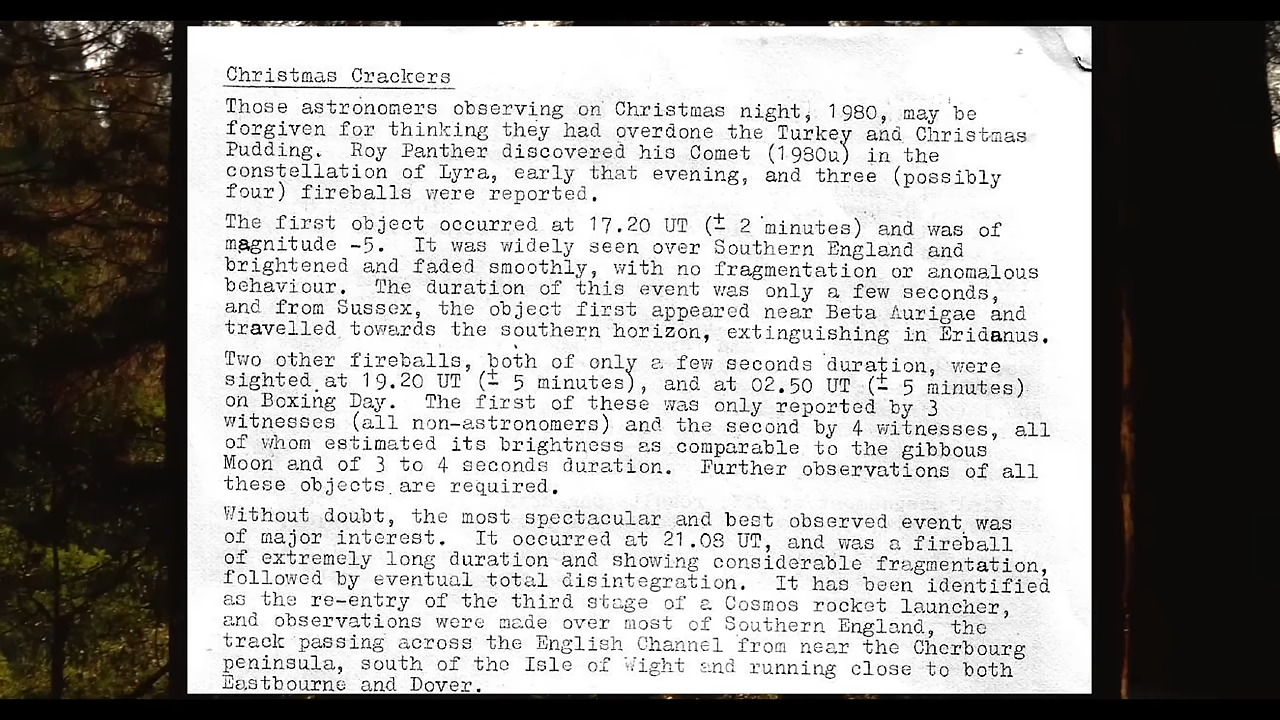 Christmas Crackers
Those astronomers observing on Christmas night, 1980, may be
forgiven for thinking they had overdone the Turkey and Christmas
Pudding. Roy Panther discovered his Comet (1980u) in the
constellation of Lyra, early that evening, and three (possibly
four) fireballs were reported.
The first object occurred at 17.20 UT (± 2 minutes) and was of
magnitude -5. It was widely seen over Southern England and
brightened and faded smoothly, with no fragmentation or anomalous
behaviour. The duration of this event was only a few seconds,
and from Sussex, the object first appeared near Beta Aurigae and
travelled towards the southern horizon, extinguishing in Eridanus.
Two other fireballs, both of only a few seconds duration, were
sighted at 19.20 UT (± 5 minutes), and at 02.50 UT (± 5 minutes)
on Boxing Day. The first of these was only reported by 3
witnesses (all non-astronomers) and the second by 4 witnesses, all
of whom estimated its brightness as comparable to the gibbous
Moon and of 3 to 4 seconds duration. Further observations of all
these objects are required.
Without doubt, the most spectacular and best observed event was
of major interest. It occurred at 21.08 UT, and was a fireball
of extremely long duration and showing considerable fragmentation,
followed by eventual total disintegration. It has been identified
as the re-entry of the third stage of a Cosmos rocket launcher,
and observations were made over most of Southern England, the
track passing across the English Channel from near the Cherbourg
peninsula, south of the Isle of Wight and running close to both
Eastbourne and Dover.